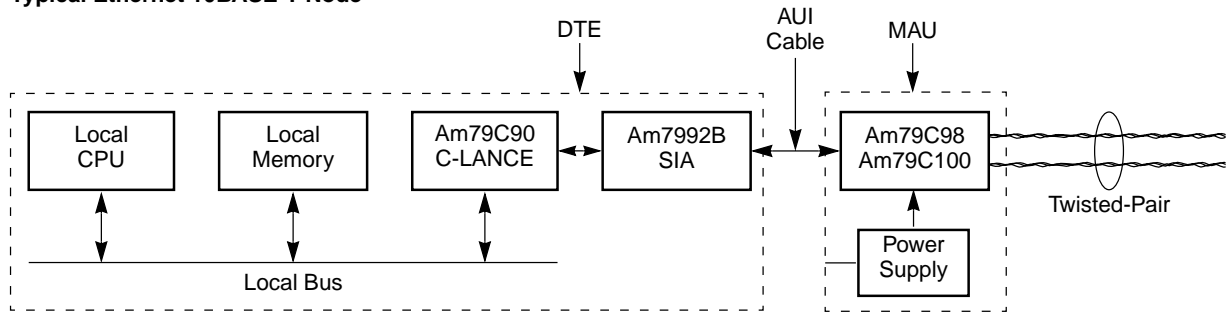 Typical Ethernet 10BASE-T Node
DTE
AUI
Cable
MAU
Local
CPU
Local
Memory
Am79C90
C-LANCE
Am7992B
SIA
Am79C98
Am79C100
Twisted-Pair
Power
Supply
Local Bus